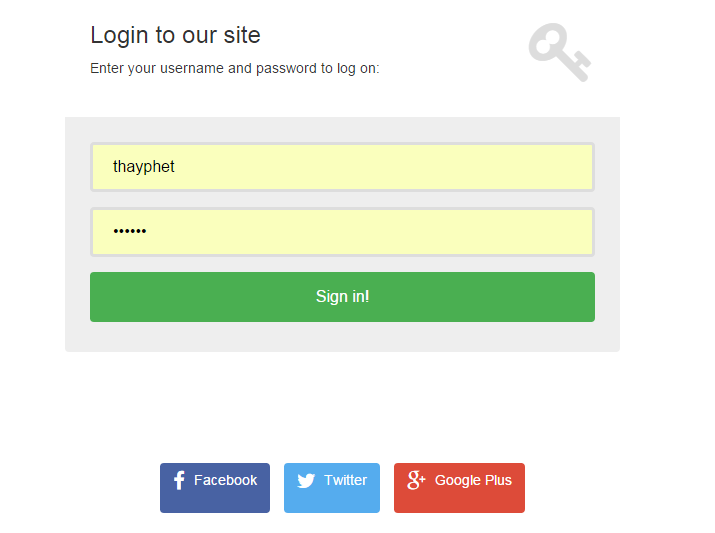 Login to our site
Enter your username and password to log on:
thayphet
••••••
Sign in!
Facebook
Twitter
Google Plus